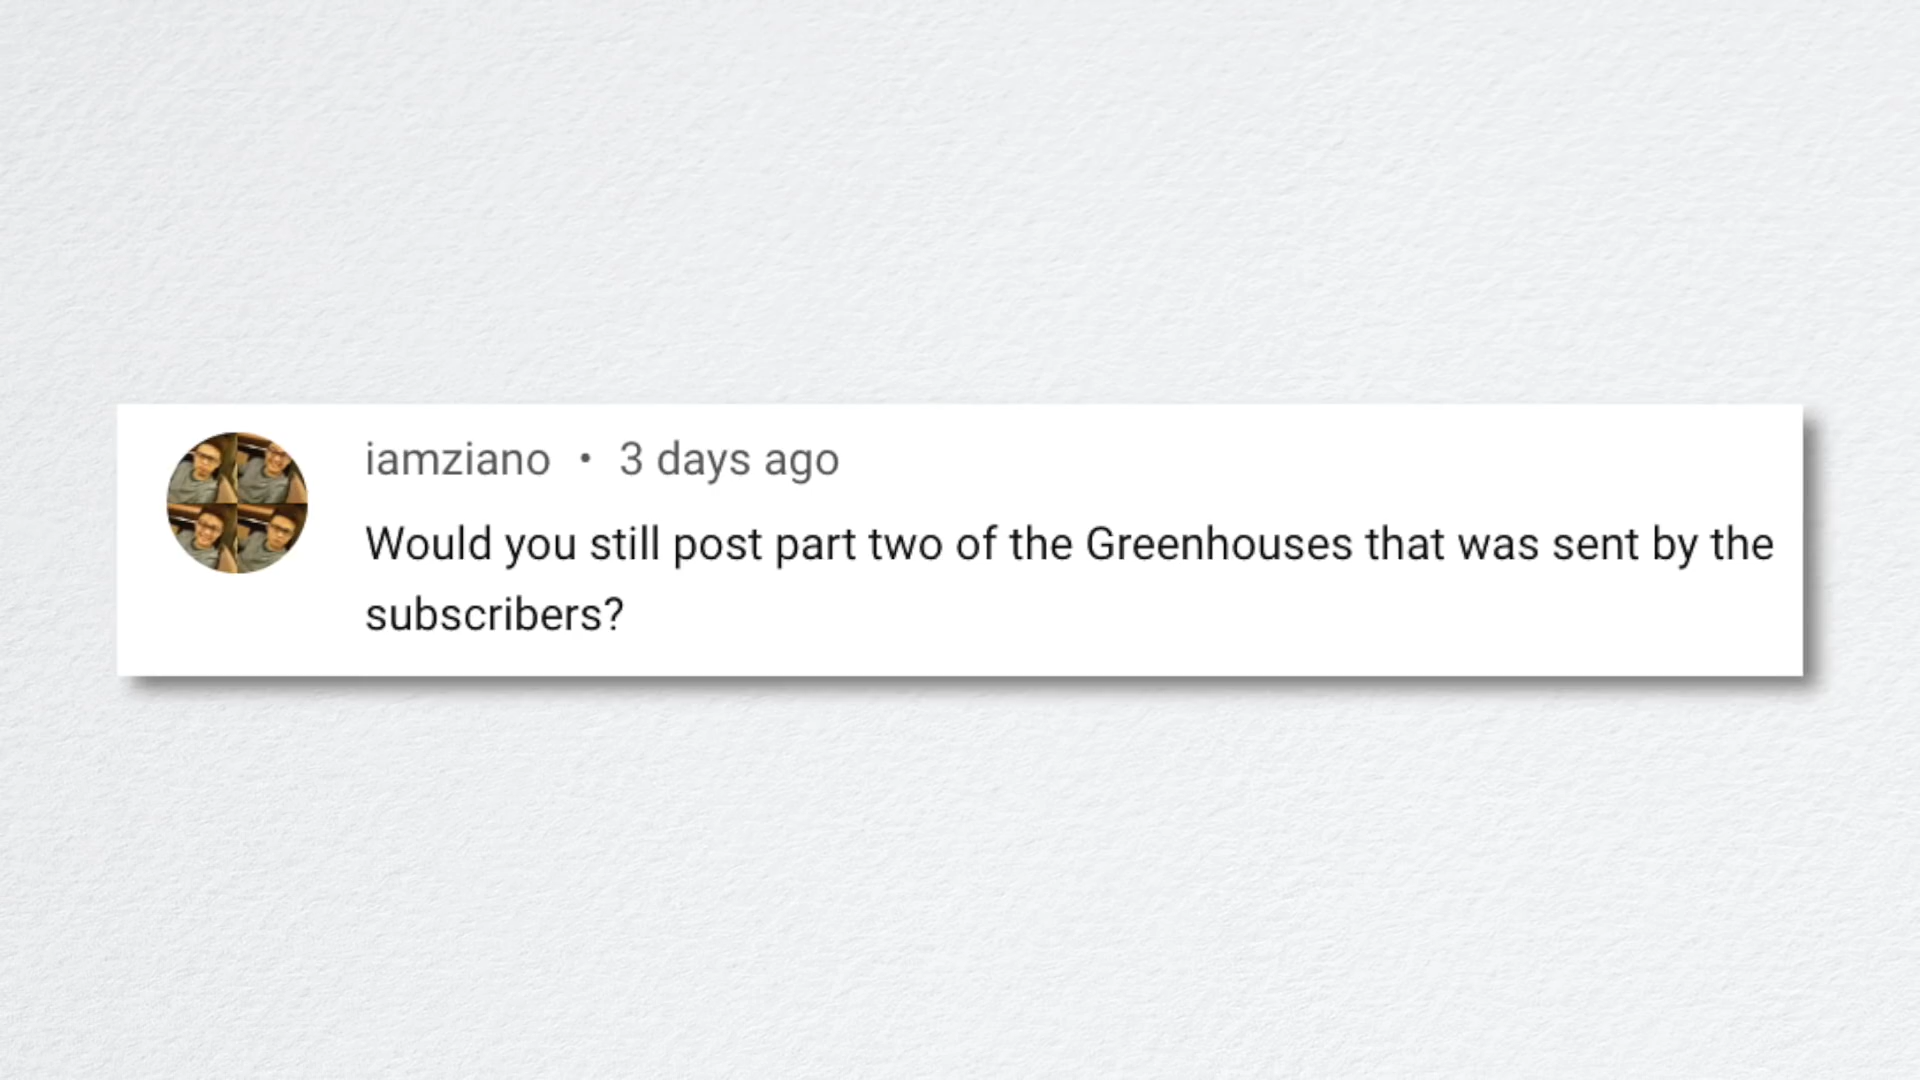 iamziano • 3 days ago
Would you still post part two of the Greenhouses that was sent by the
subscribers?